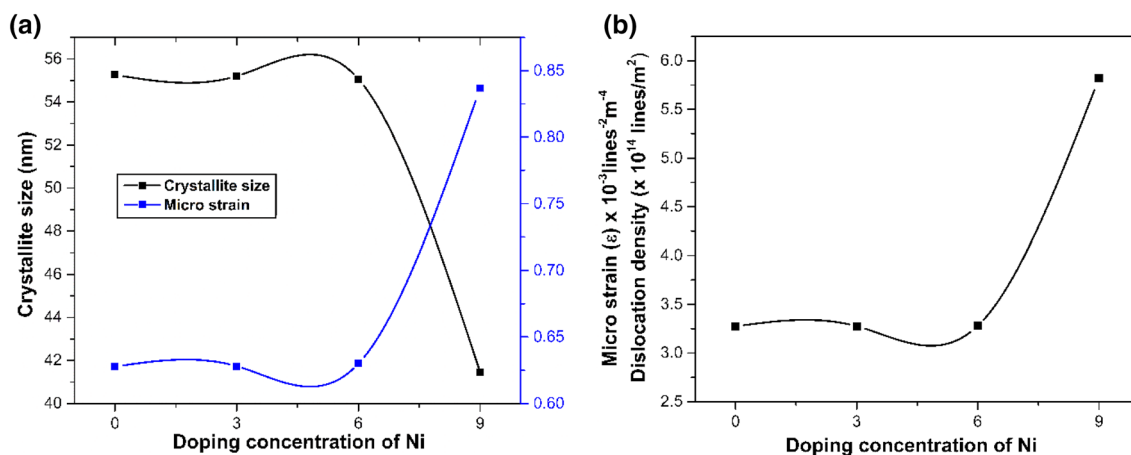 (a)
56
54
52
50
48
46
44
42
40
Crystallite size (nm)
Crystallite size
Micro strain
0.85
0.80
0.75
0.70
0.65
0.60
0 3 6 9
Doping concentration of Ni
(b)
Micro strain (ε) x 10⁻³lines⁻²m⁻⁴
Dislocation density (x 10¹⁴ lines/m²)
6.0
5.5
5.0
4.5
4.0
3.5
3.0
2.5
0 3 6 9
Doping concentration of Ni